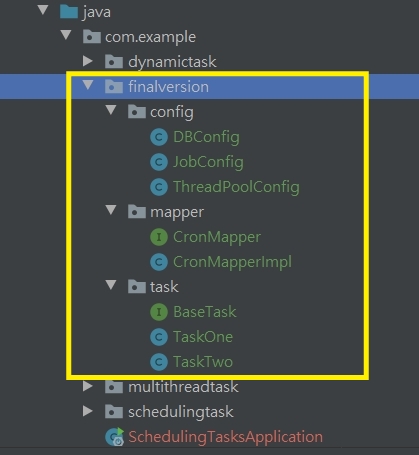 java
com.example
dynamictask
finalversion
config
C DBConfig
C JobConfig
C ThreadPoolConfig
mapper
I CronMapper
C CronMapperImpl
task
I BaseTask
C TaskOne
C TaskTwo
multithreadtask
schedulingtask
C SchedulingTasksApplication